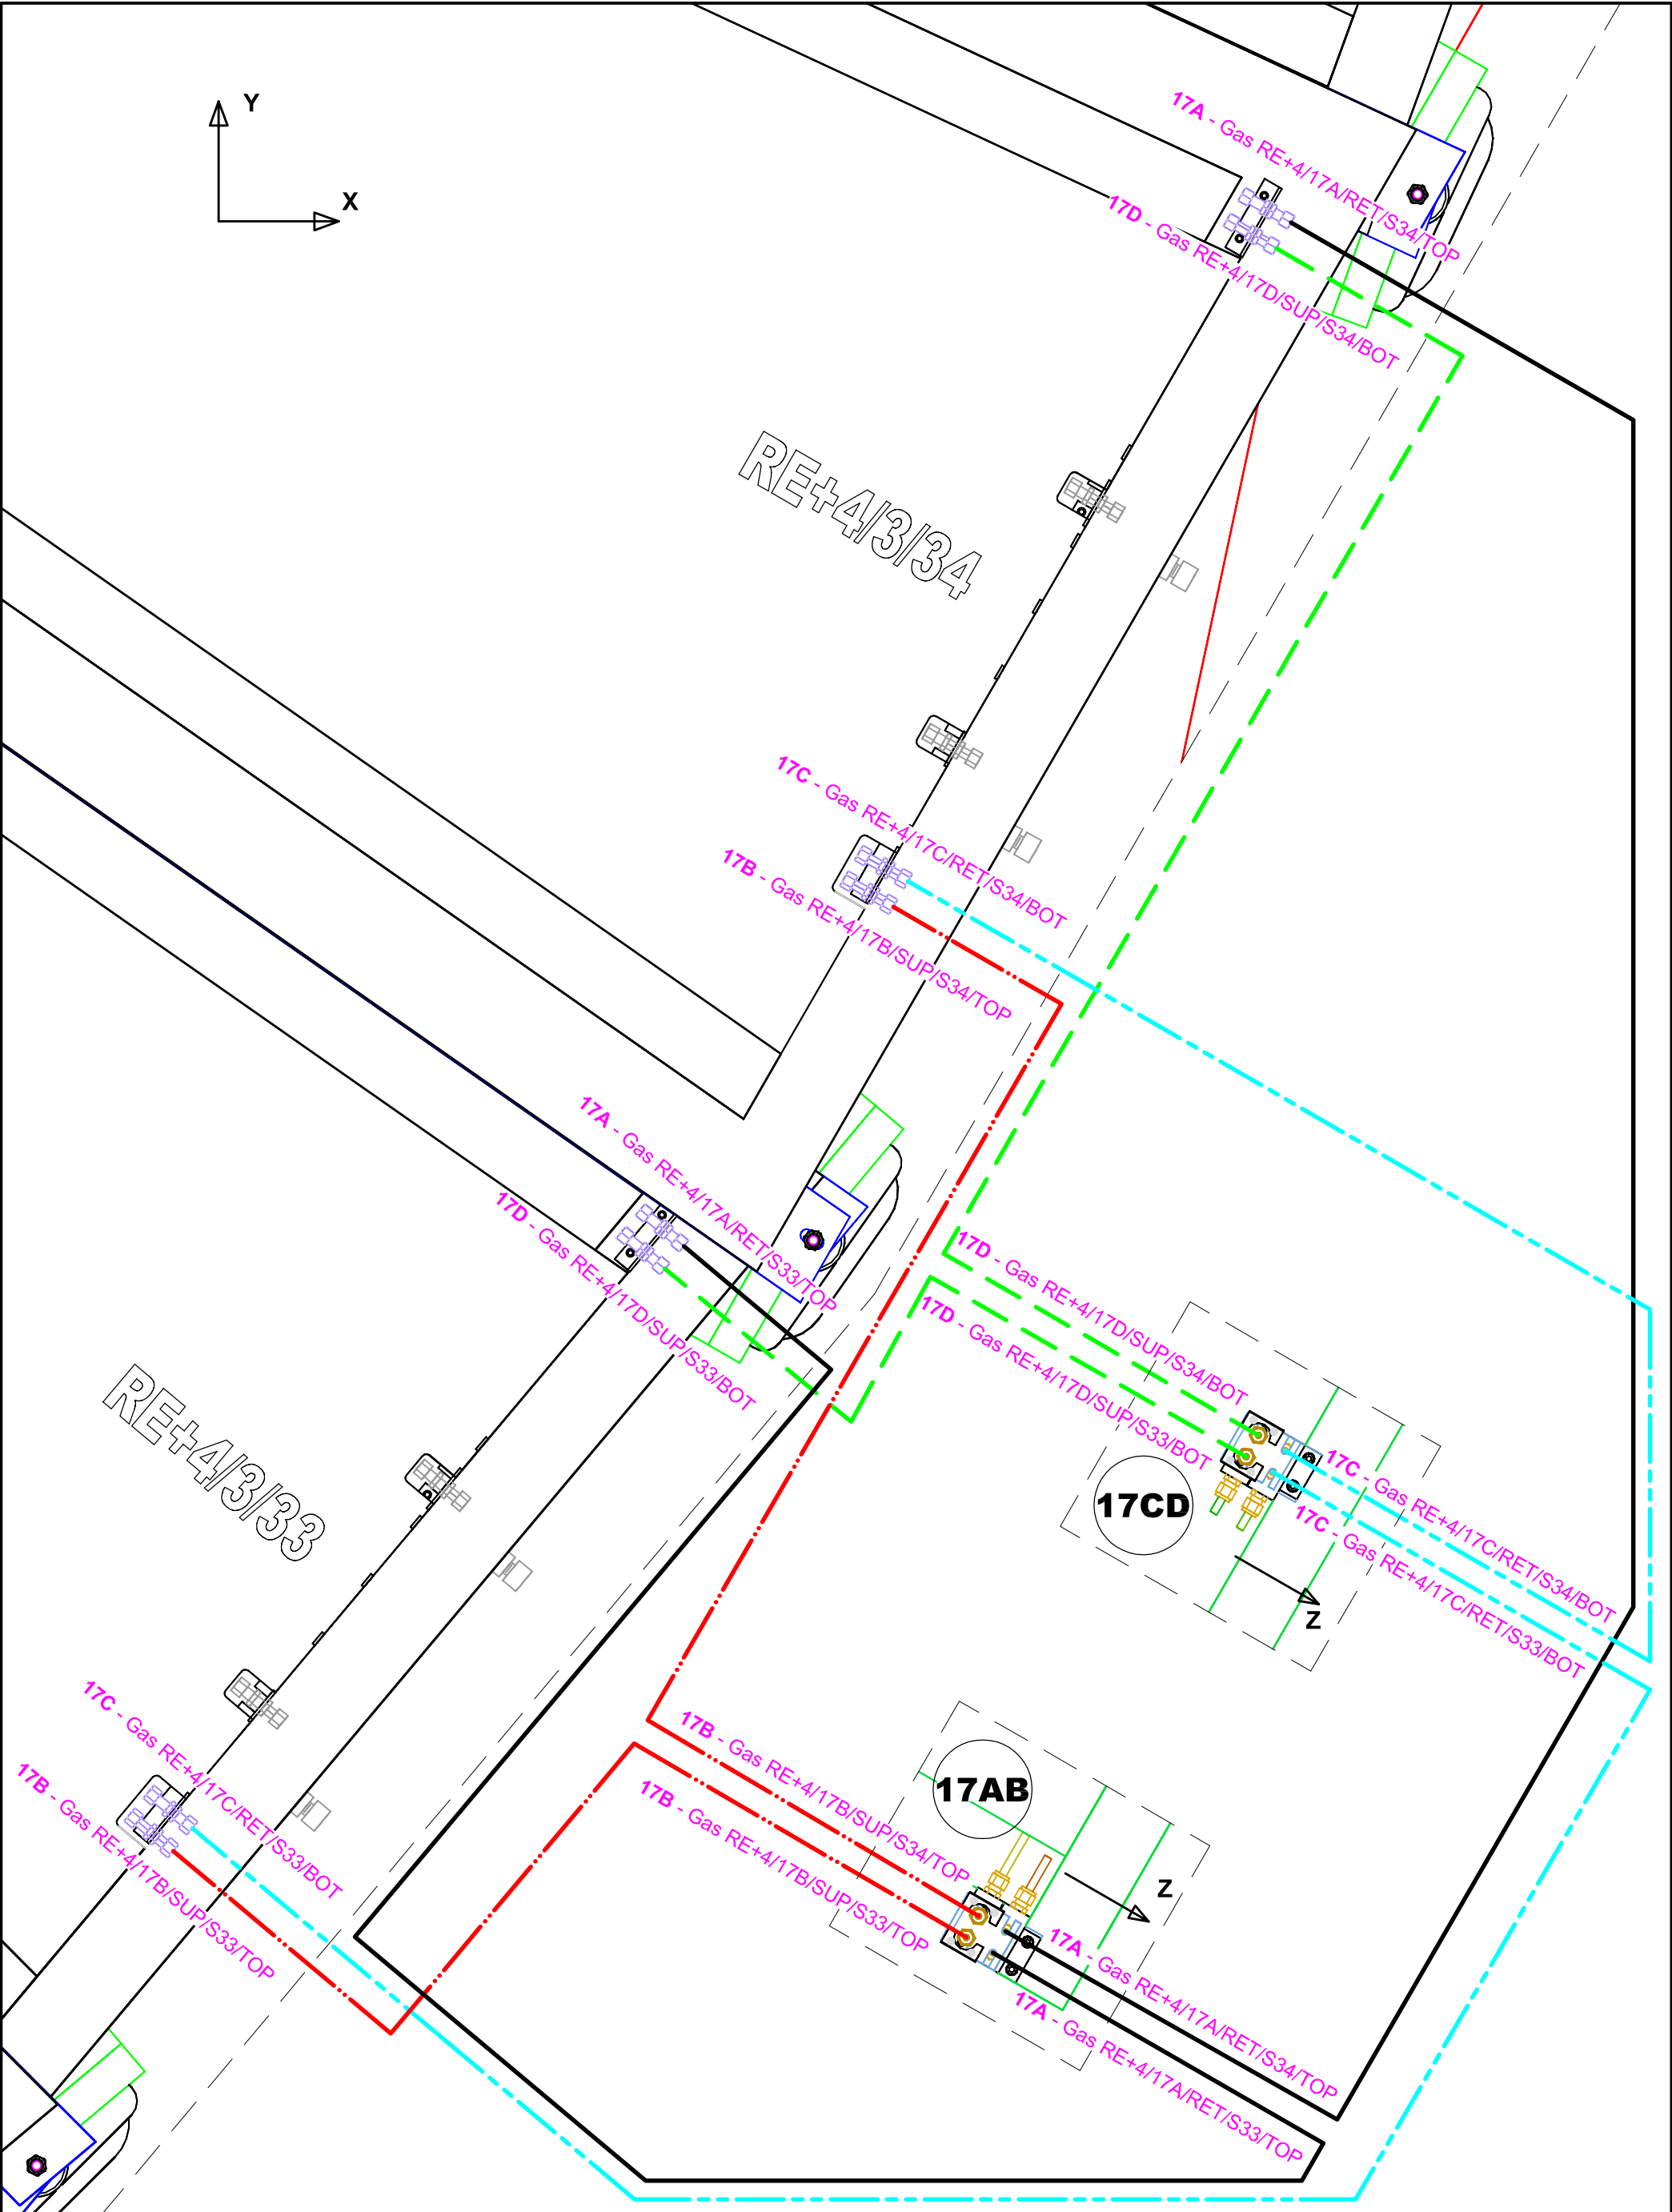 Y
X
17A - Gas RE+4/17A/RET/S34/TOP
17D - Gas RE+4/17D/SUP/S34/BOT
RE+4/3/34
17C - Gas RE+4/17C/RET/S34/BOT
17B - Gas RE+4/17B/SUP/S34/TOP
17A - Gas RE+4/17A/RET/S33/TOP
17D - Gas RE+4/17D/SUP/S33/BOT
17D - Gas RE+4/17D/SUP/S34/BOT
17D - Gas RE+4/17D/SUP/S33/BOT
RE+4/3/33
17CD
17C - Gas RE+4/17C/RET/S34/BOT
17C - Gas RE+4/17C/RET/S33/BOT
Z
17C - Gas RE+4/17C/RET/S33/BOT
17B - Gas RE+4/17B/SUP/S33/TOP
17B - Gas RE+4/17B/SUP/S34/TOP
17B - Gas RE+4/17B/SUP/S33/TOP
17AB
Z
17A - Gas RE+4/17A/RET/S34/TOP
17A - Gas RE+4/17A/RET/S33/TOP